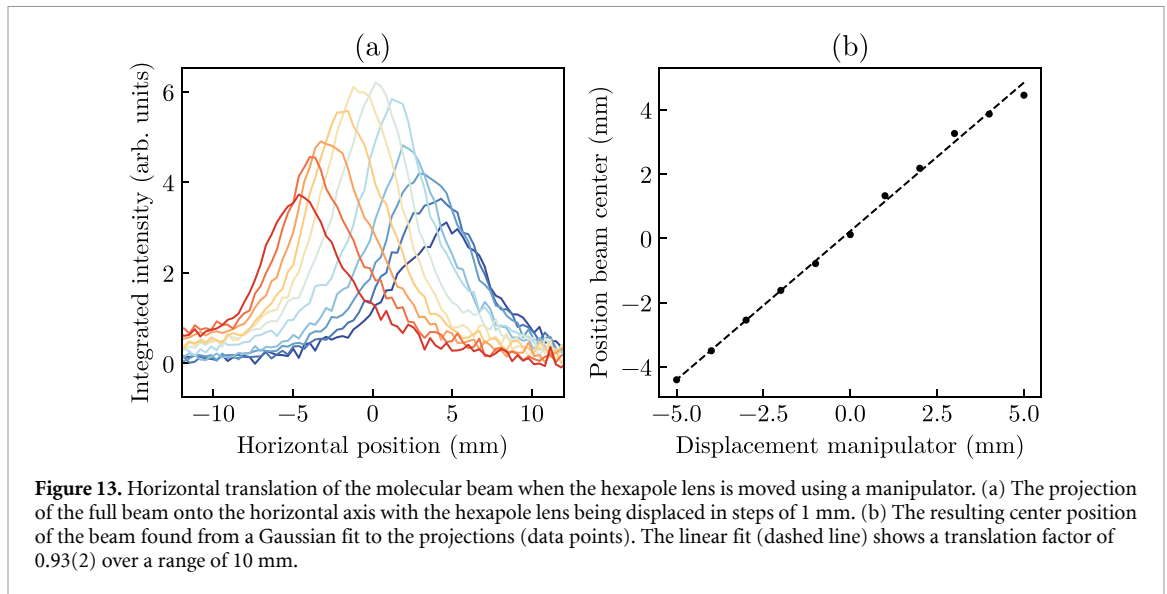 (a)
(b)
Integrated intensity (arb. units)
6
4
2
0
−10 −5 0 5 10
Horizontal position (mm)
Position beam center (mm)
4
2
0
−2
−4
−5.0 −2.5 0.0 2.5 5.0
Displacement manipulator (mm)
Figure 13. Horizontal translation of the molecular beam when the hexapole lens is moved using a manipulator. (a) The projection
of the full beam onto the horizontal axis with the hexapole lens being displaced in steps of 1 mm. (b) The resulting center position
of the beam found from a Gaussian fit to the projections (data points). The linear fit (dashed line) shows a translation factor of
0.93(2) over a range of 10 mm.